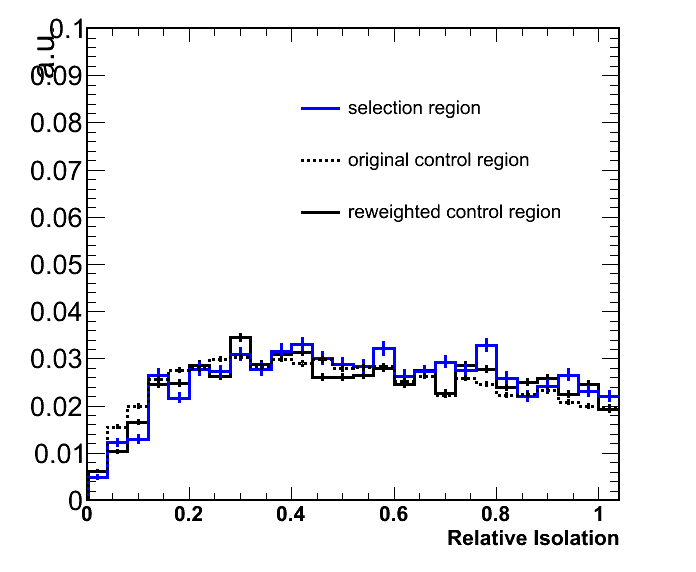 a.u.
0.1
0.09
0.08
0.07
0.06
0.05
0.04
0.03
0.02
0.01
0
selection region
original control region
reweighted control region
0 0.2 0.4 0.6 0.8 1
Relative Isolation